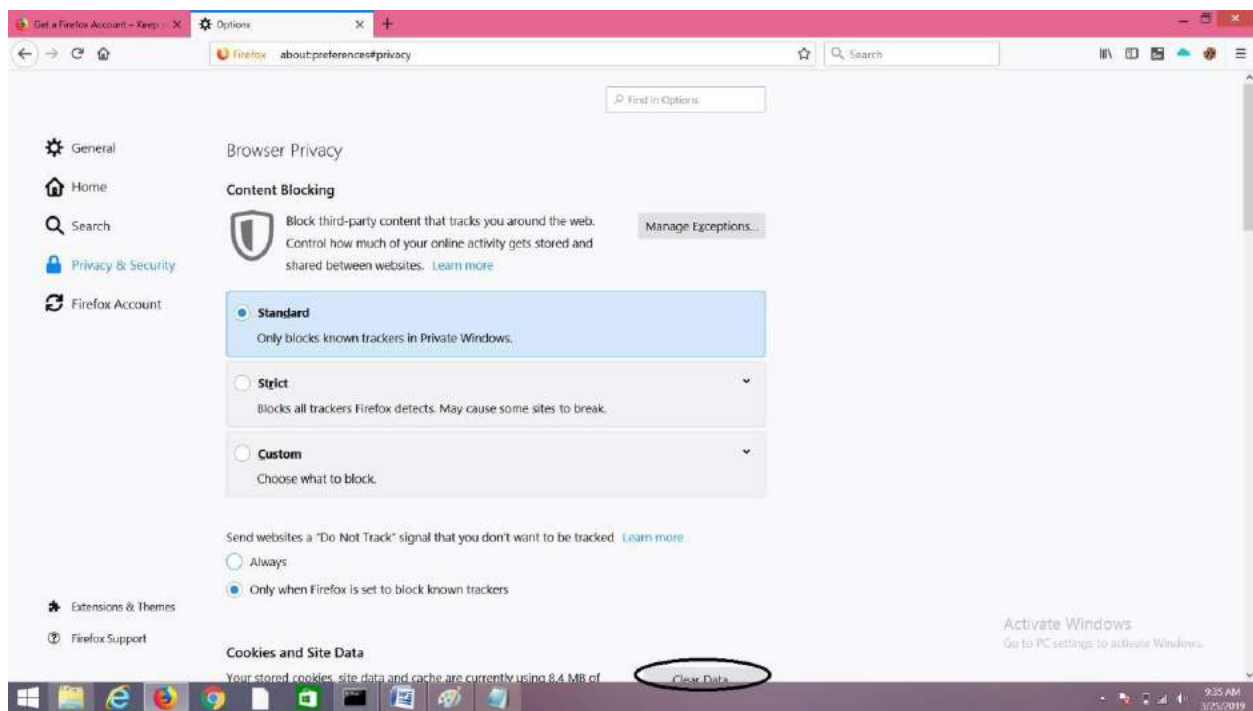 Get a Firefox Account – Keep y
Options
Firefox about:preferences#privacy
Search
Find in Options
General
Home
Search
Privacy & Security
Firefox Account
Extensions & Themes
Firefox Support
Browser Privacy
Content Blocking
Block third-party content that tracks you around the web.
Control how much of your online activity gets stored and
shared between websites. Learn more
Manage Exceptions...
Standard
Only blocks known trackers in Private Windows.
Strict
Blocks all trackers Firefox detects. May cause some sites to break.
Custom
Choose what to block.
Send websites a "Do Not Track" signal that you don't want to be tracked Learn more
Always
Only when Firefox is set to block known trackers
Cookies and Site Data
Your stored cookies, site data and cache are currently using 8.4 MB of
Clear Data
Activate Windows
Go to PC settings to activate Windows.
9:35 AM
3/25/2019